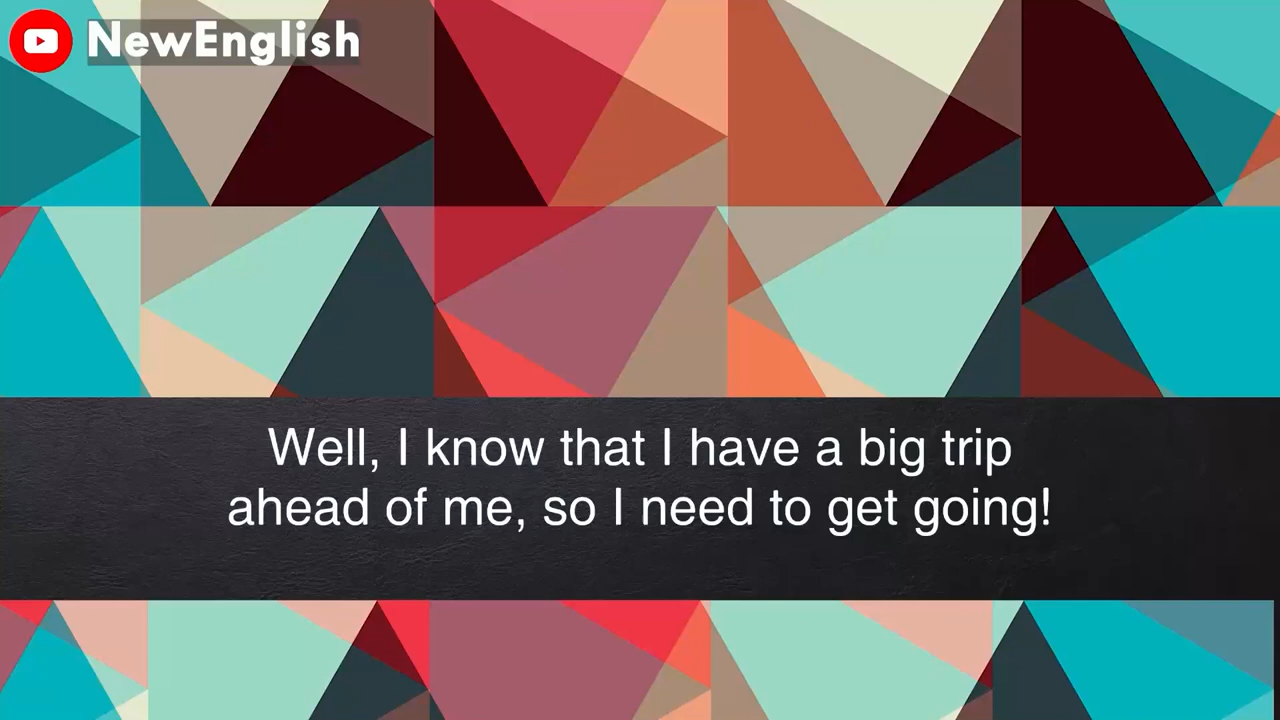 NewEnglish
Well, I know that I have a big trip
ahead of me, so I need to get going!